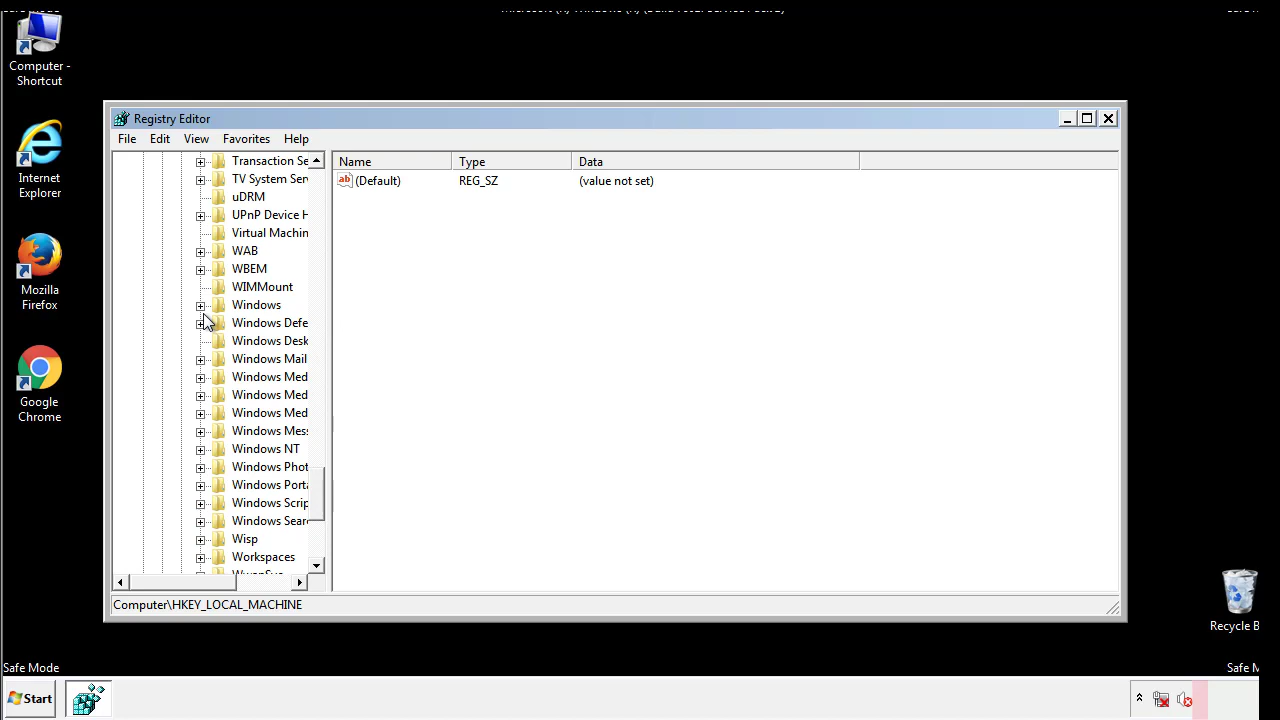 Computer -
Shortcut
Internet
Explorer
Mozilla
Firefox
Google
Chrome
Registry Editor
File Edit View Favorites Help
Transaction Se
TV System Ser
uDRM
UPnP Device H
Virtual Machin
WAB
WBEM
WIMMount
Windows
Windows Defe
Windows Desk
Windows Mail
Windows Med
Windows Med
Windows Med
Windows Mes
Windows NT
Windows Phot
Windows Port
Windows Scrip
Windows Sear
Wisp
Workspaces
Name Type Data
ab (Default) REG_SZ (value not set)
Computer\HKEY_LOCAL_MACHINE
Recycle B
Safe Mode
Safe M
Start